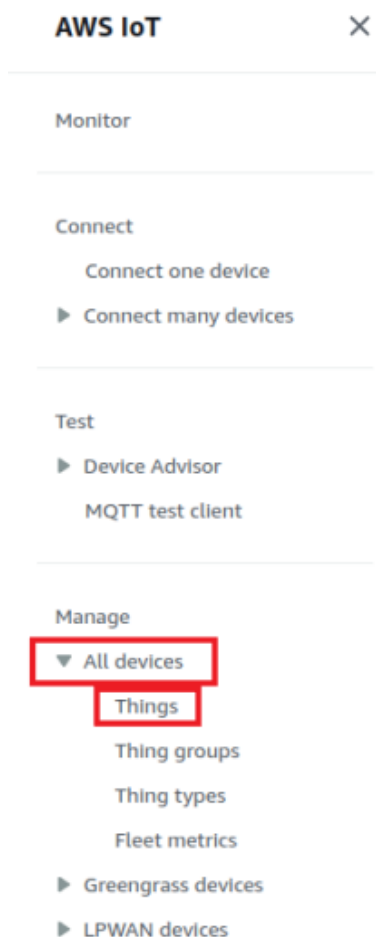 AWS IoT
Monitor
Connect
Connect one device
Connect many devices
Test
Device Advisor
MQTT test client
Manage
All devices
Things
Thing groups
Thing types
Fleet metrics
Greengrass devices
LPWAN devices